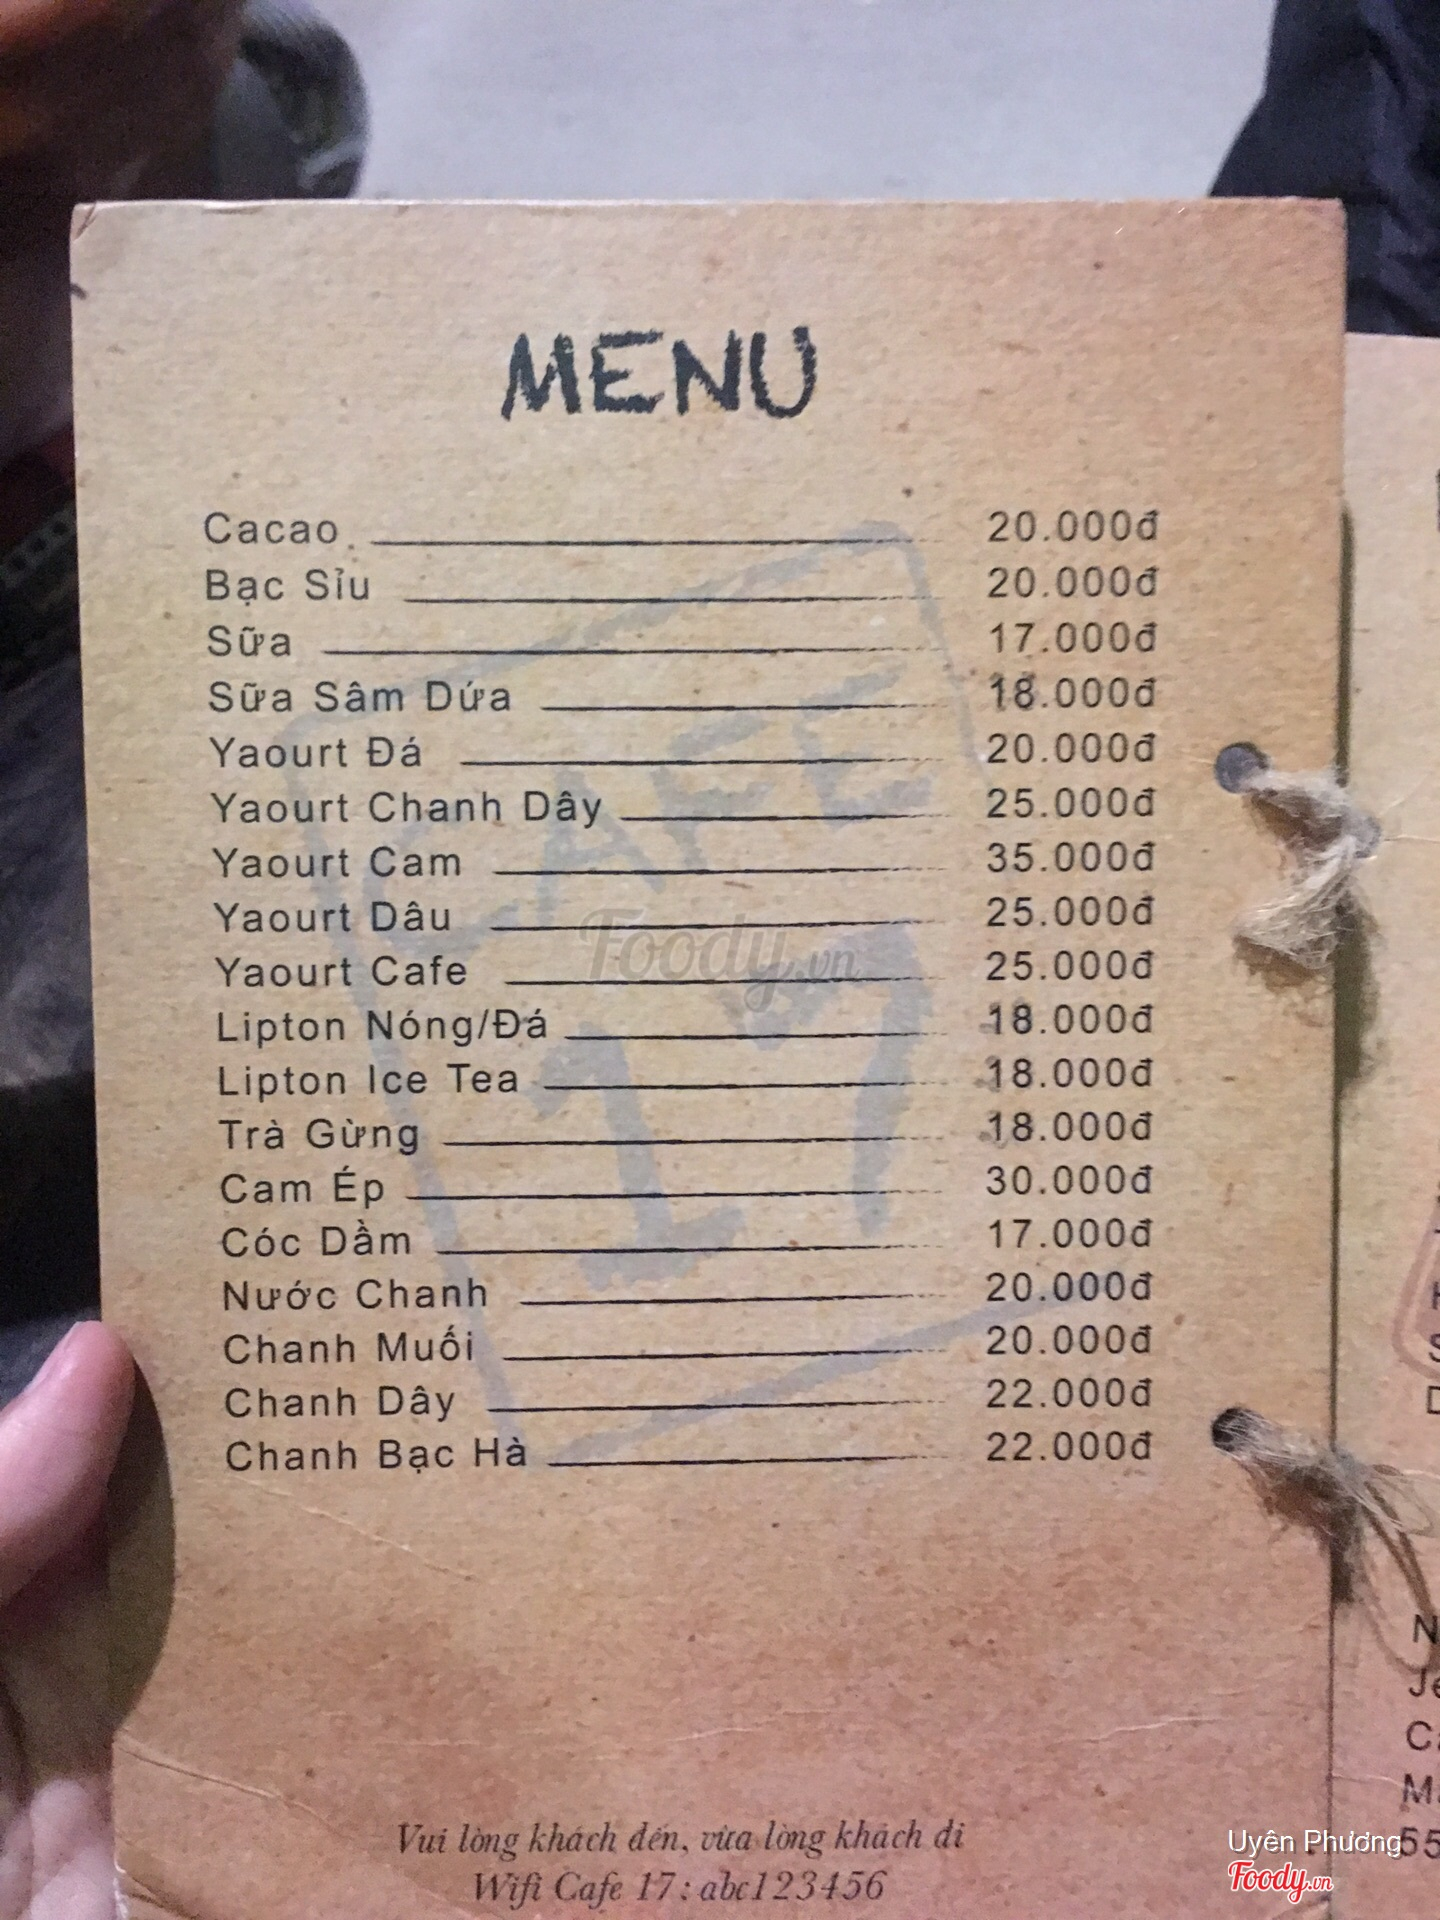 MENU
Cacao 20.000đ
Bạc Sỉu 20.000đ
Sữa 17.000đ
Sữa Sâm Dứa 18.000đ
Yaourt Đá 20.000đ
Yaourt Chanh Dây 25.000đ
Yaourt Cam 35.000đ
Yaourt Dâu 25.000đ
Yaourt Cafe 25.000đ
Lipton Nóng/Đá 18.000đ
Lipton Ice Tea 18.000đ
Trà Gừng 18.000đ
Cam Ép 30.000đ
Cóc Dầm 17.000đ
Nước Chanh 20.000đ
Chanh Muối 20.000đ
Chanh Dây 22.000đ
Chanh Bạc Hà 22.000đ
CAFE
17
Foody.vn
Vui lòng khách đến, vừa lòng khách đi
Wifi Cafe 17 : abc123456
Uyên Phương
Foody.vn